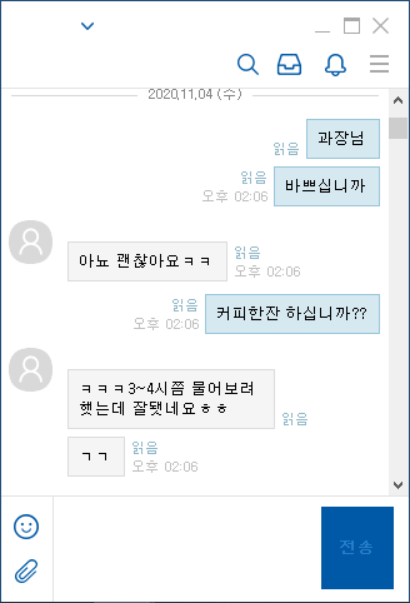 2020.11.04 (수)
과장님
읽음
바쁘십니까
읽음
오후 02:06
아뇨 괜찮아요ㅋㅋ
읽음
오후 02:06
커피한잔 하십니까??
읽음
오후 02:06
ㅋㅋㅋ3~4시쯤 물어보려
햇는데 잘됏네요ㅎㅎ
읽음
ㄱㄱ
읽음
오후 02:06
전송